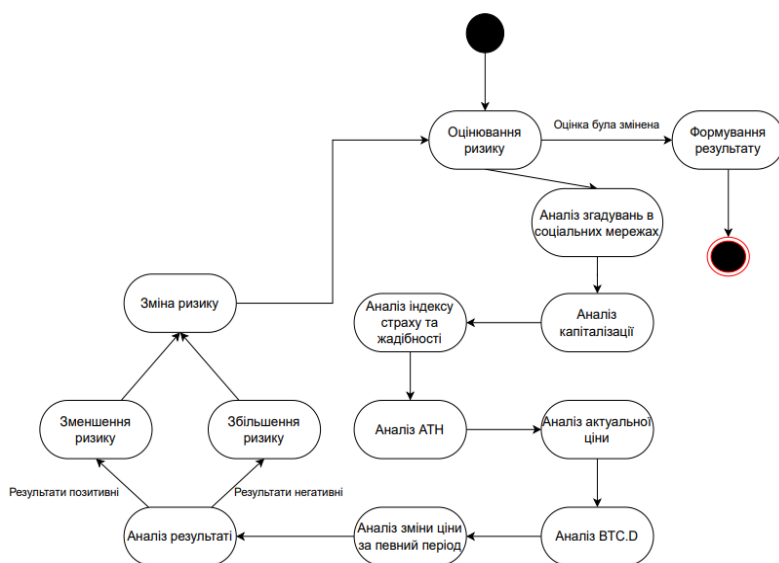 Оцінювання
ризику
Оцінка була змінена
Формування
результату
Аналіз згадувань в
соціальних мережах
Зміна ризику
Аналіз індексу
страху та
жадібності
Аналіз
капіталізації
Зменшення
ризику
Збільшення
ризику
Аналіз ATH
Аналіз актуальної
ціни
Результати позитивні
Результати негативні
Аналіз результаті
Аналіз зміни ціни
за певний період
Аналіз BTC.D